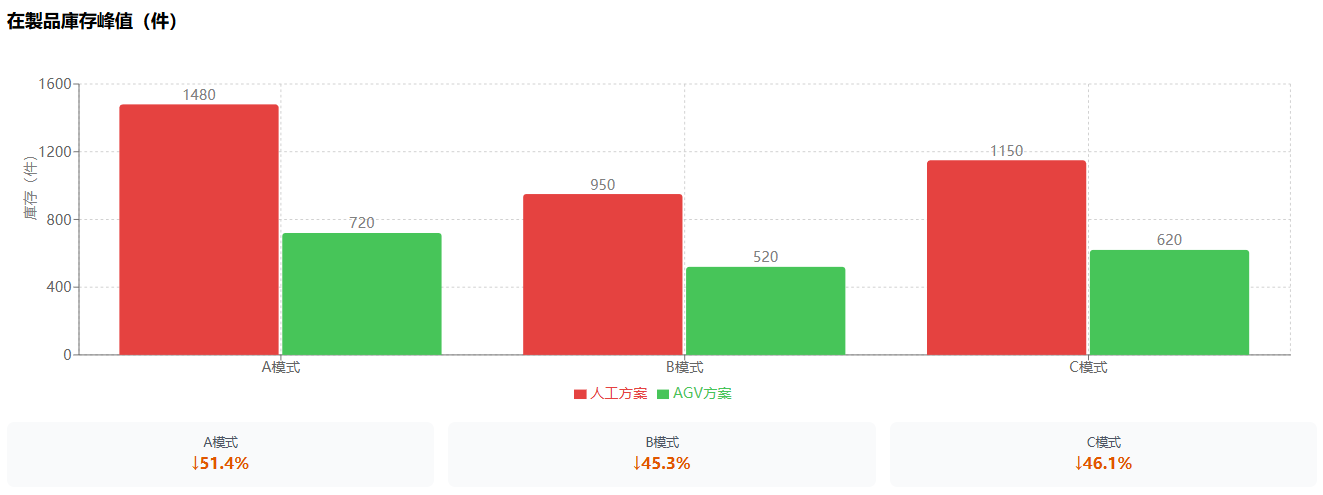 在製品庫存峰值（件）
庫存（件）
1600
1200
800
400
0
1480
720
950
520
1150
620
A模式
B模式
C模式
人工方案
AGV方案
A模式
↓51.4%
B模式
↓45.3%
C模式
↓46.1%